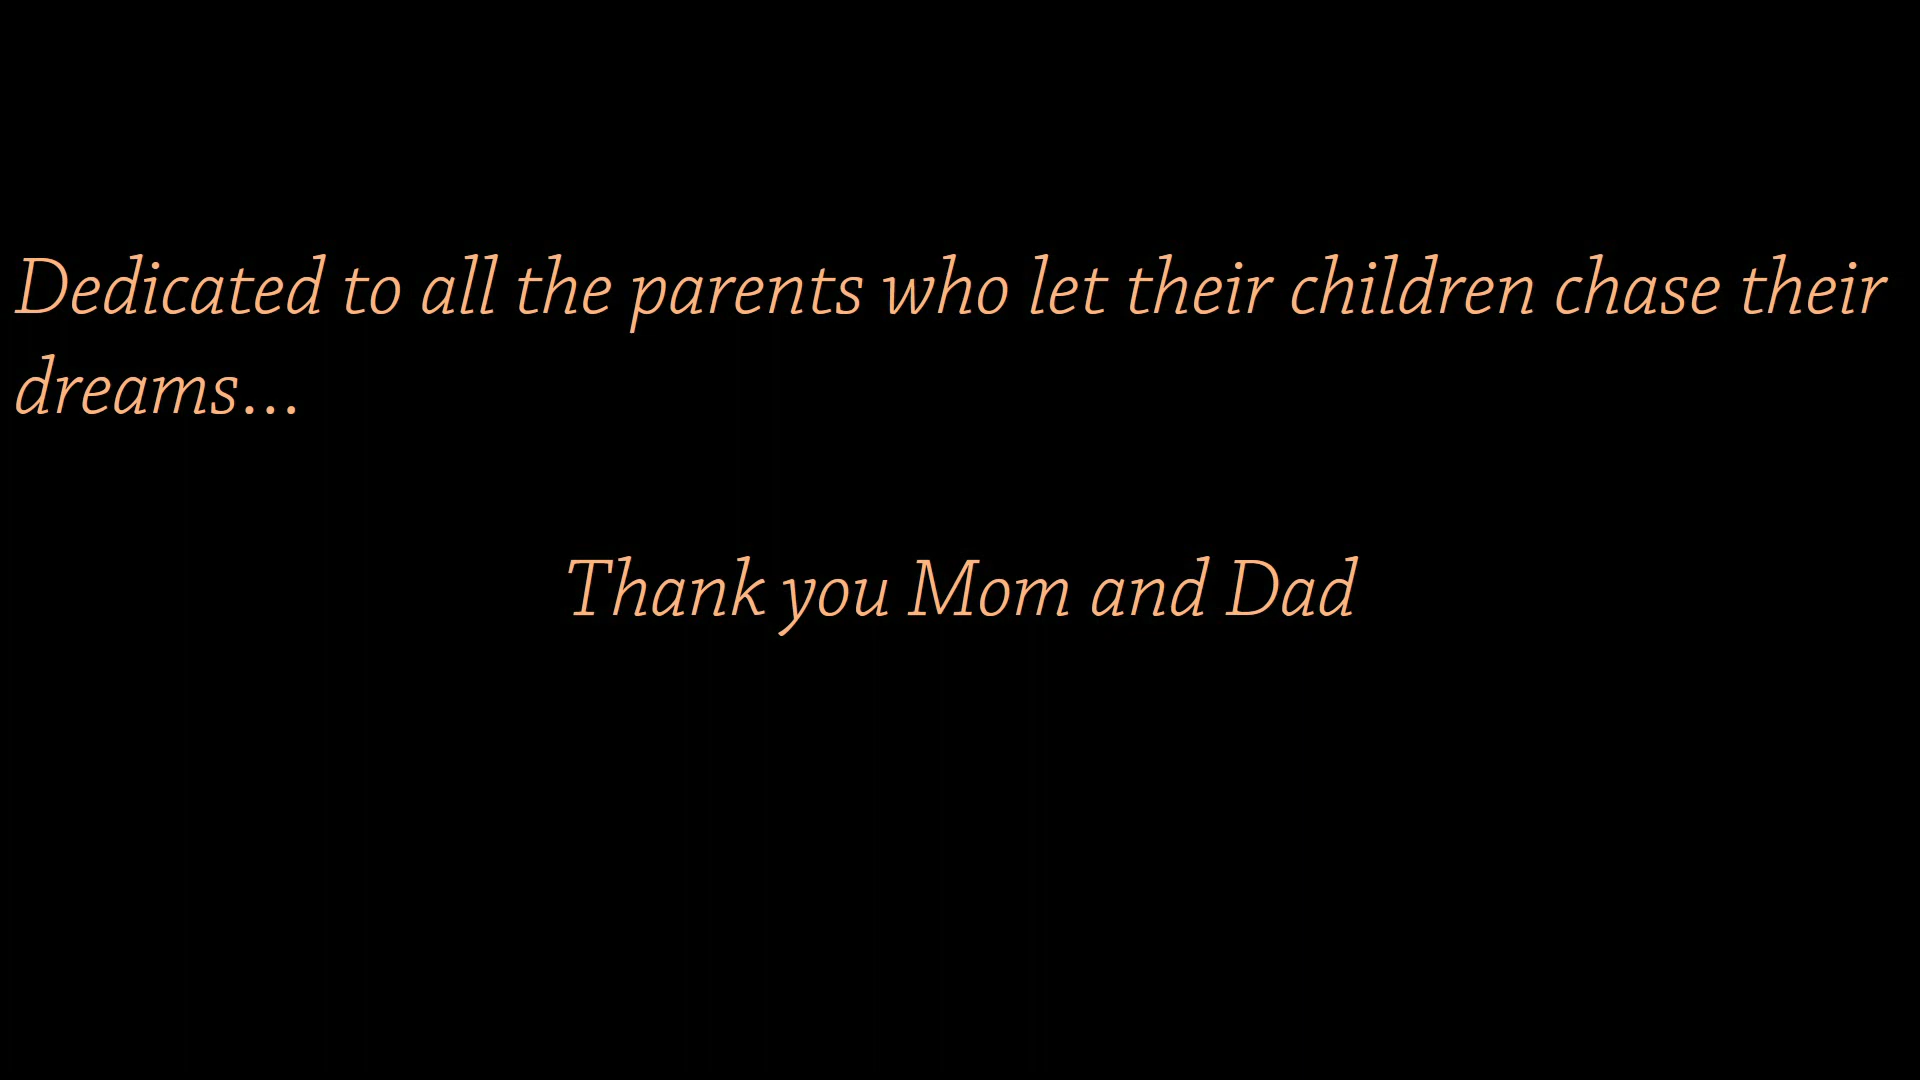 Dedicated to all the parents who let their children chase their
dreams...
Thank you Mom and Dad